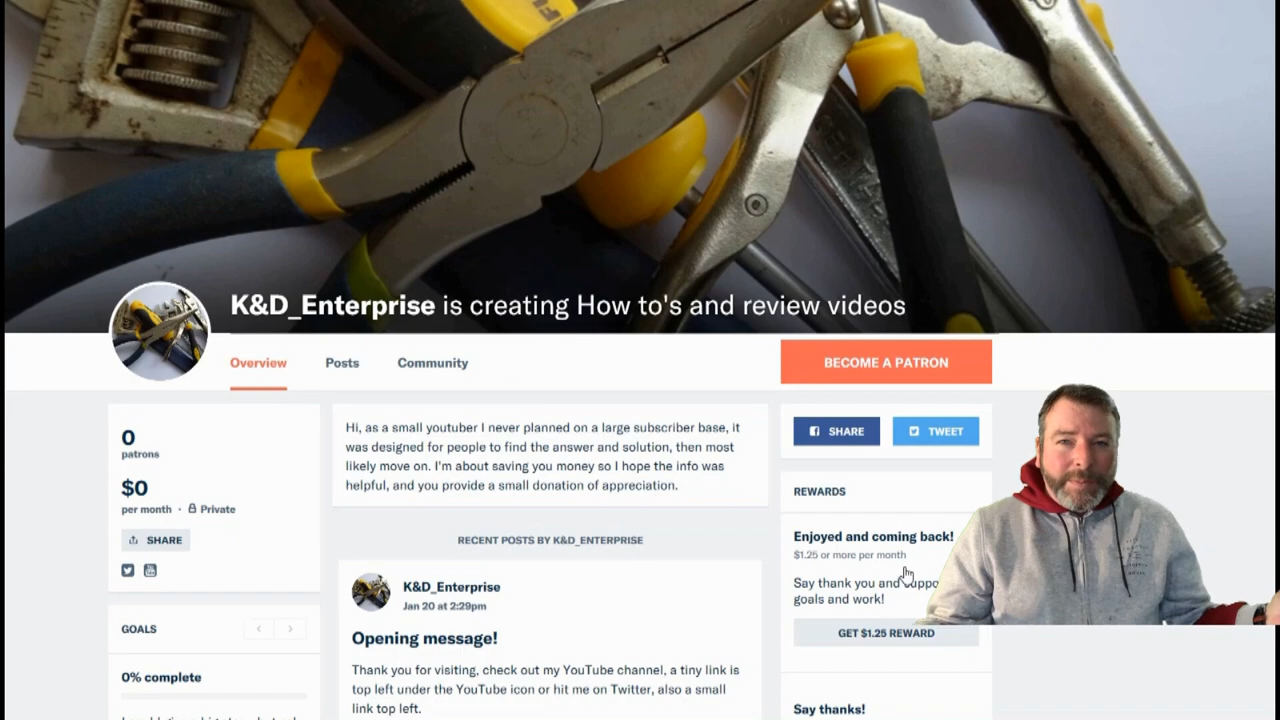 K&D_Enterprise is creating How to's and review videos
Overview
Posts
Community
BECOME A PATRON
0
patrons
$0
per month · Private
SHARE
GOALS
0% complete
Hi, as a small youtuber I never planned on a large subscriber base, it
was designed for people to find the answer and solution, then most
likely move on. I'm about saving you money so I hope the info was
helpful, and you provide a small donation of appreciation.
RECENT POSTS BY K&D_ENTERPRISE
K&D_Enterprise
Jan 20 at 2:29pm
Opening message!
Thank you for visiting, check out my YouTube channel, a tiny link is
top left under the YouTube icon or hit me on Twitter, also a small
link top left.
SHARE
TWEET
REWARDS
Enjoyed and coming back!
$1.25 or more per month
Say thank you and
goals and work!
GET $1.25 REWARD
Say thanks!